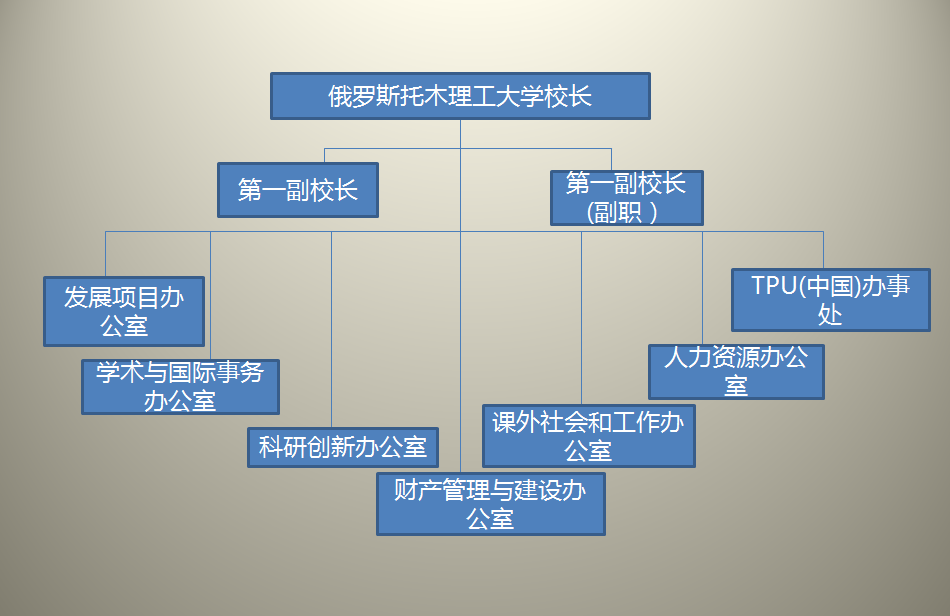 俄罗斯托木理工大学校长
第一副校长
第一副校长
(副职 )
发展项目办
公室
学术与国际事务
办公室
科研创新办公室
财产管理与建设办
公室
课外社会和工作办
公室
人力资源办公
室
TPU(中国)办事
处